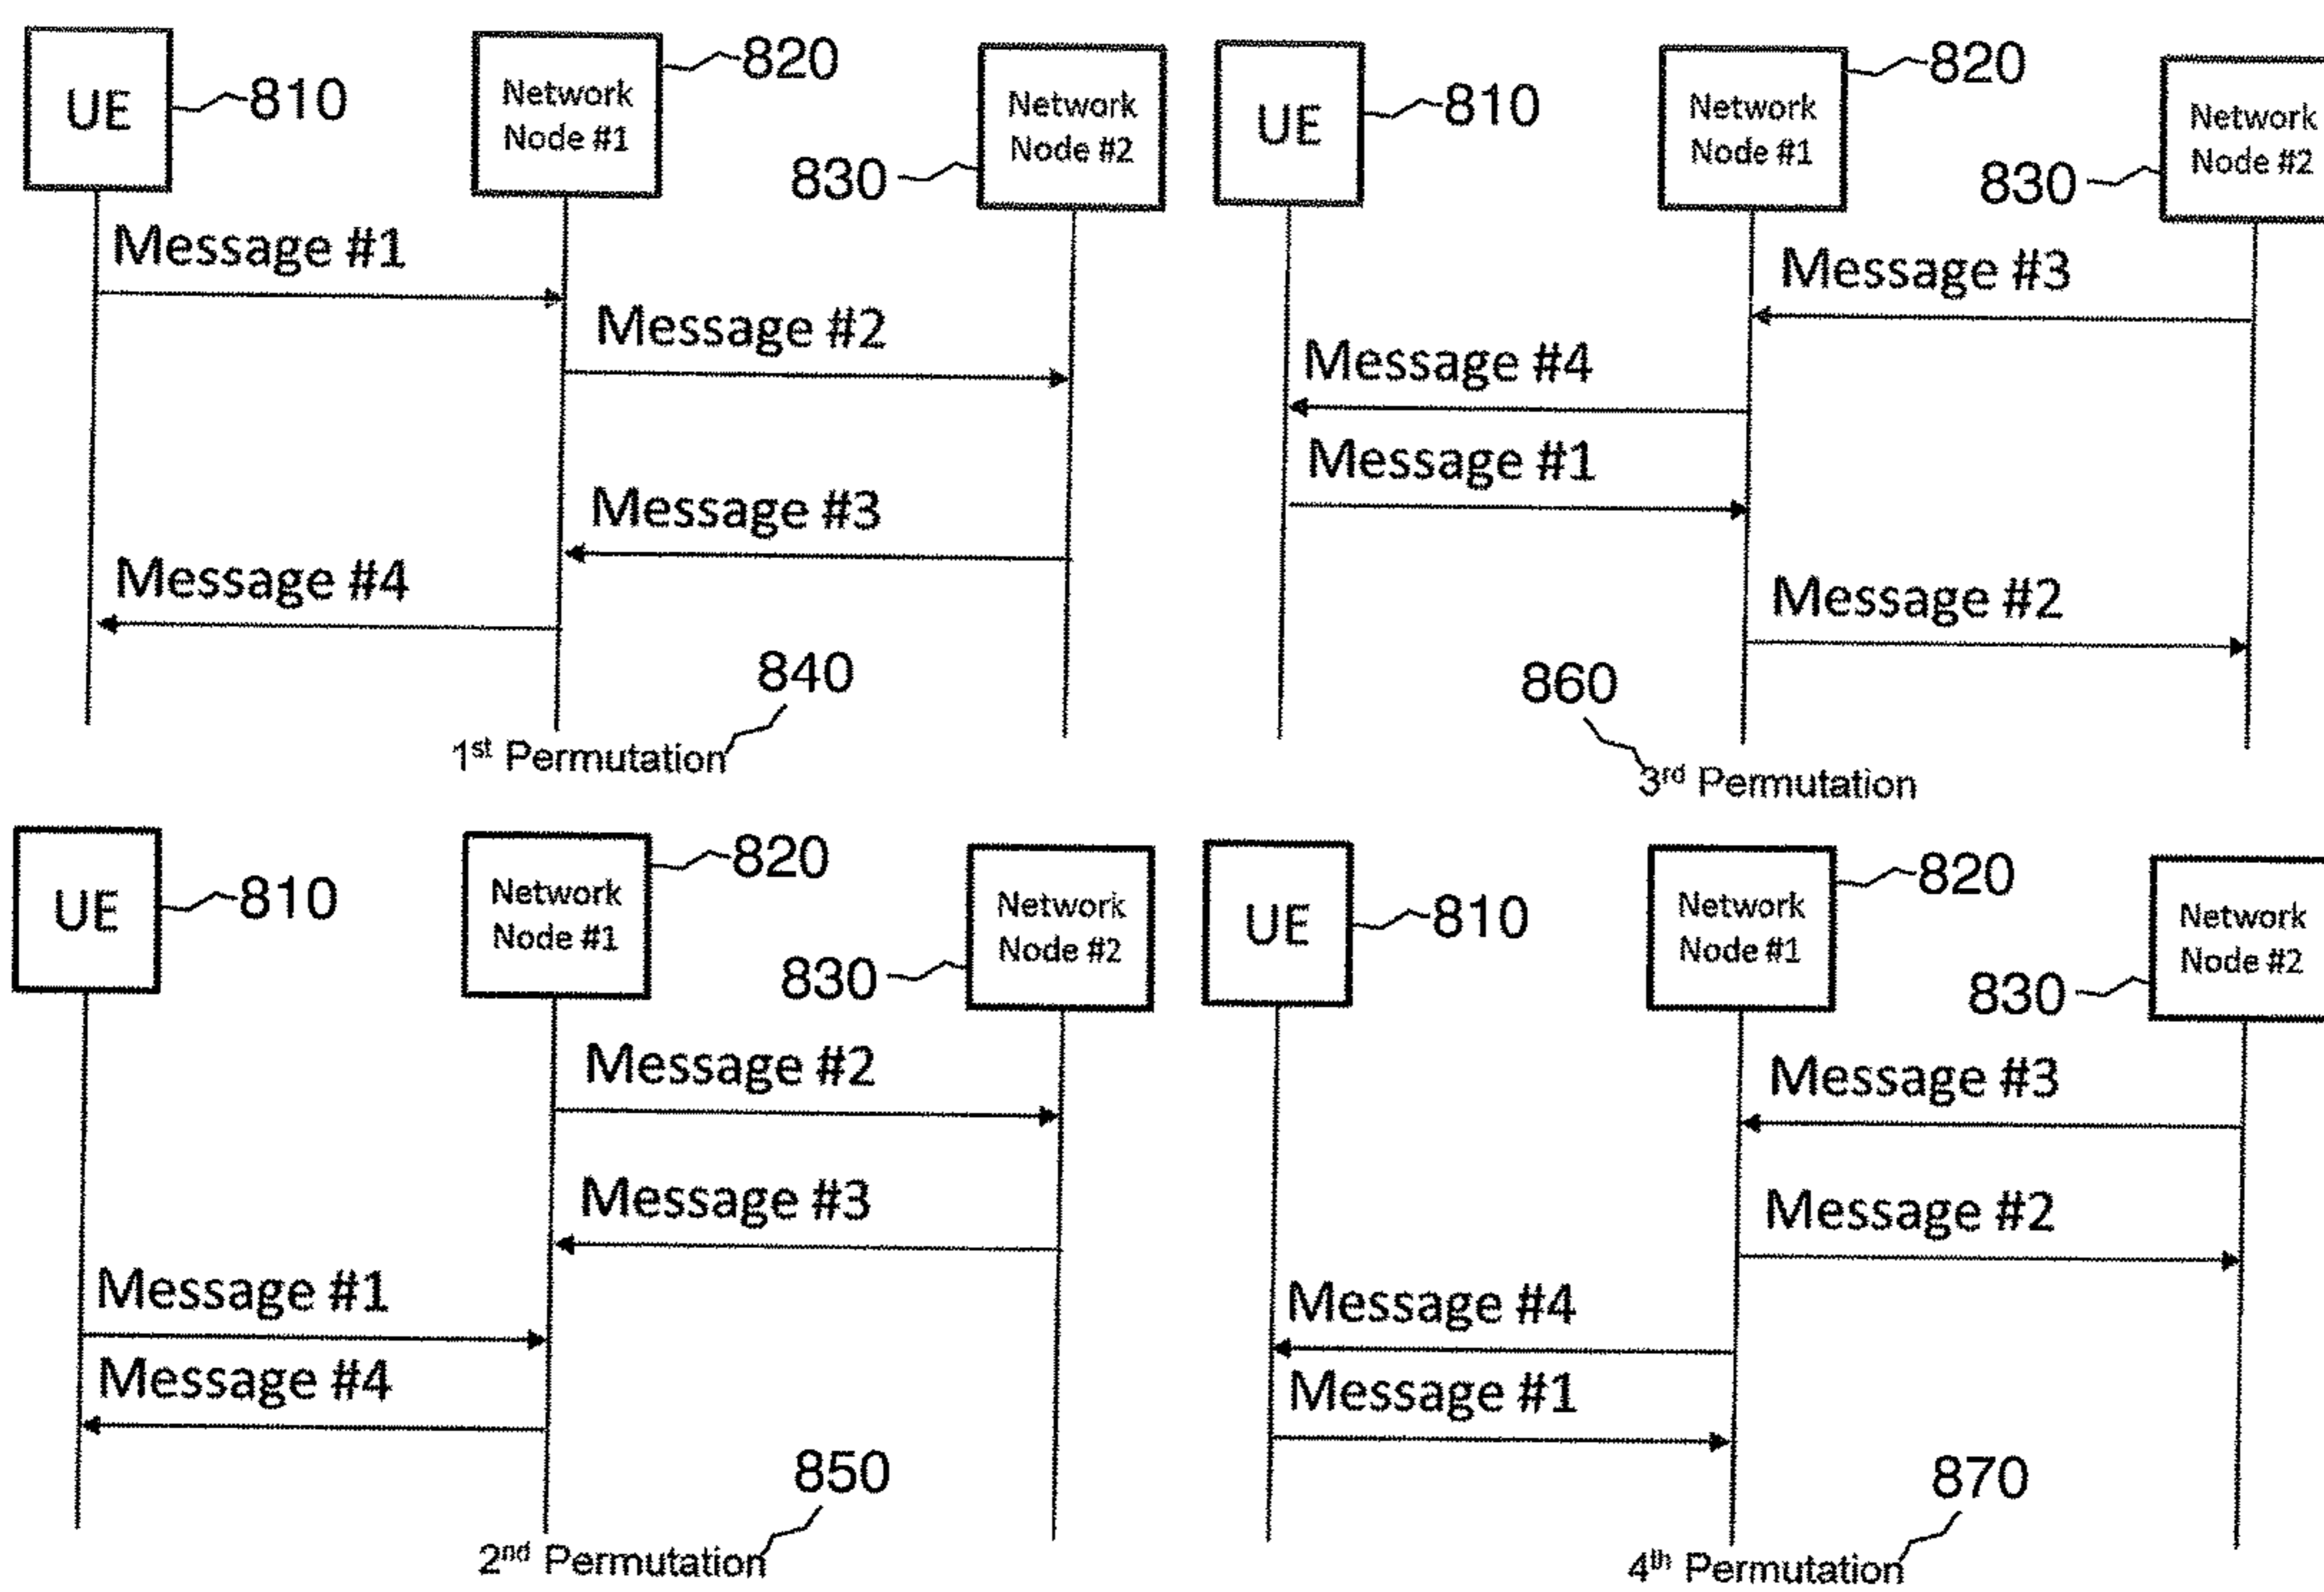 UE
810
Network
Node #1
820
Network
Node #2
830
Message #1
Message #2
Message #3
Message #4
840
1st Permutation
UE
810
Network
Node #1
820
Network
Node #2
830
Message #3
Message #4
Message #1
Message #2
860
3rd Permutation
UE
810
Network
Node #1
820
Network
Node #2
830
Message #2
Message #3
Message #1
Message #4
850
2nd Permutation
UE
810
Network
Node #1
820
Network
Node #2
830
Message #3
Message #2
Message #4
Message #1
870
4th Permutation